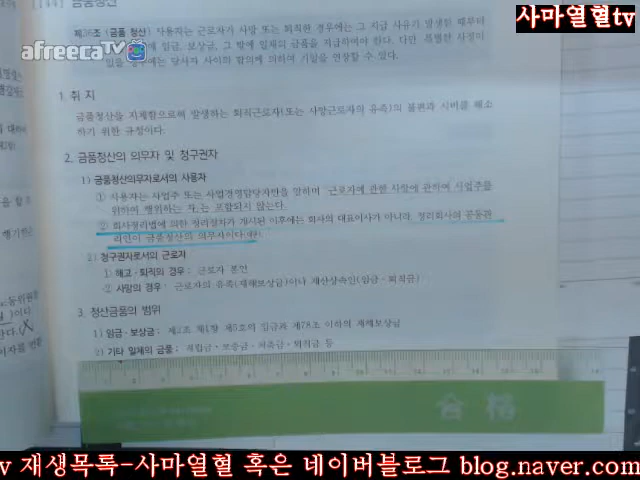 [44] 금품청산
사마열혈tv
afreecaTV
제36조 (금품 청산) 사용자는 근로자가 사망 또는 퇴직한 경우에는 그 지급 사유가 발생한 때부터
에 임금, 보상금, 그 밖에 일체의 금품을 지급하여야 한다. 다만 특별한 사정이
있을 경우에는 당사자 사이의 합의에 의하여 기일을 연장할 수 있다.
1. 취 지
금품청산을 지체함으로써 발생하는 퇴직근로자(또는 사망근로자의 유족)의 불편과 시비를 해소
하기 위한 규정이다.
2. 금품청산의 의무자 및 청구권자
1) 금품청산의무자로서의 사용자
① 사용자는 사업주 또는 사업경영담당자만을 말하며 근로자에 관한 사항에 관하여 사업주를
위하여 행위하는 자 는 포함되지 않는다.
② 회사정리법에 의한 정리절차가 개시된 이후에는 회사의 대표이사가 아니라, 정리회사의 공동관
리인이 금품청산의 의무자이다
2) 청구권자로서의 근로자
① 해고·퇴직의 경우: 근로자 본인
② 사망의 경우: 근로자의 유족(재해보상금)이나 재산상속인(임금·퇴직금)
3. 청산금품의 범위
1) 임금·보상금: 제2조 제1항 제5호의 임금과 제78조 이하의 재해보상금
2) 기타 일체의 금품: 적립금·보증금·저축금·퇴직금 등
合格
tv 재생목록-사마열혈 혹은 네이버블로그 blog.naver.com